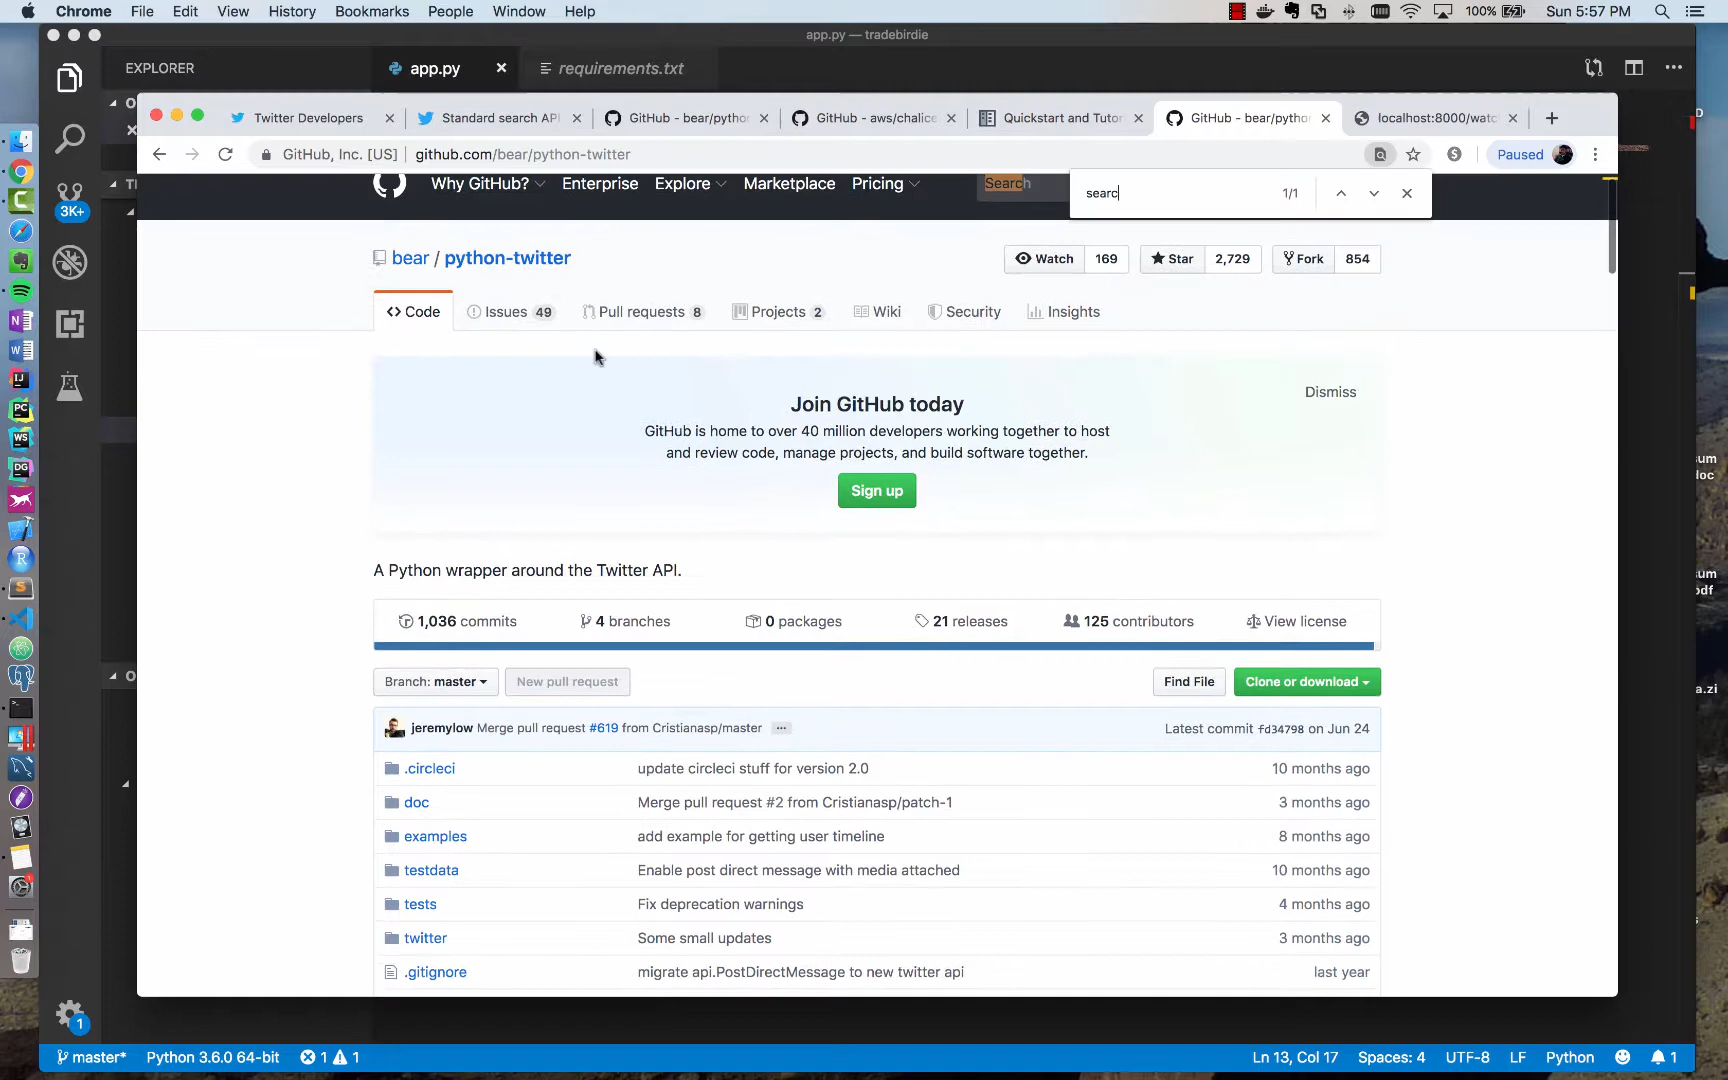 Chrome File Edit View History Bookmarks People Window Help
100% Sun 5:57 PM
app.py — tradebirdie
EXPLORER
app.py
requirements.txt
Twitter Developers
Standard search API
GitHub - bear/pytho
GitHub - aws/chalice
Quickstart and Tutor
GitHub - bear/pytho
localhost:8000/watc
GitHub, Inc. [US] github.com/bear/python-twitter
Paused
Why GitHub? Enterprise Explore Marketplace Pricing
Search
searc 1/1
bear / python-twitter
Watch 169
Star 2,729
Fork 854
Code
Issues 49
Pull requests 8
Projects 2
Wiki
Security
Insights
Join GitHub today
Dismiss
GitHub is home to over 40 million developers working together to host
and review code, manage projects, and build software together.
Sign up
A Python wrapper around the Twitter API.
1,036 commits
4 branches
0 packages
21 releases
125 contributors
View license
Branch: master
New pull request
Find File
Clone or download
jeremylow Merge pull request #619 from Cristianasp/master
Latest commit fd34798 on Jun 24
.circleci update circleci stuff for version 2.0 10 months ago
doc Merge pull request #2 from Cristianasp/patch-1 3 months ago
examples add example for getting user timeline 8 months ago
testdata Enable post direct message with media attached 10 months ago
tests Fix deprecation warnings 4 months ago
twitter Some small updates 3 months ago
.gitignore migrate api.PostDirectMessage to new twitter api last year
3K+
PC
WS
DG
R
1
um
oc
um
odf
a.zi
master* Python 3.6.0 64-bit 1 1
Ln 13, Col 17 Spaces: 4 UTF-8 LF Python 1